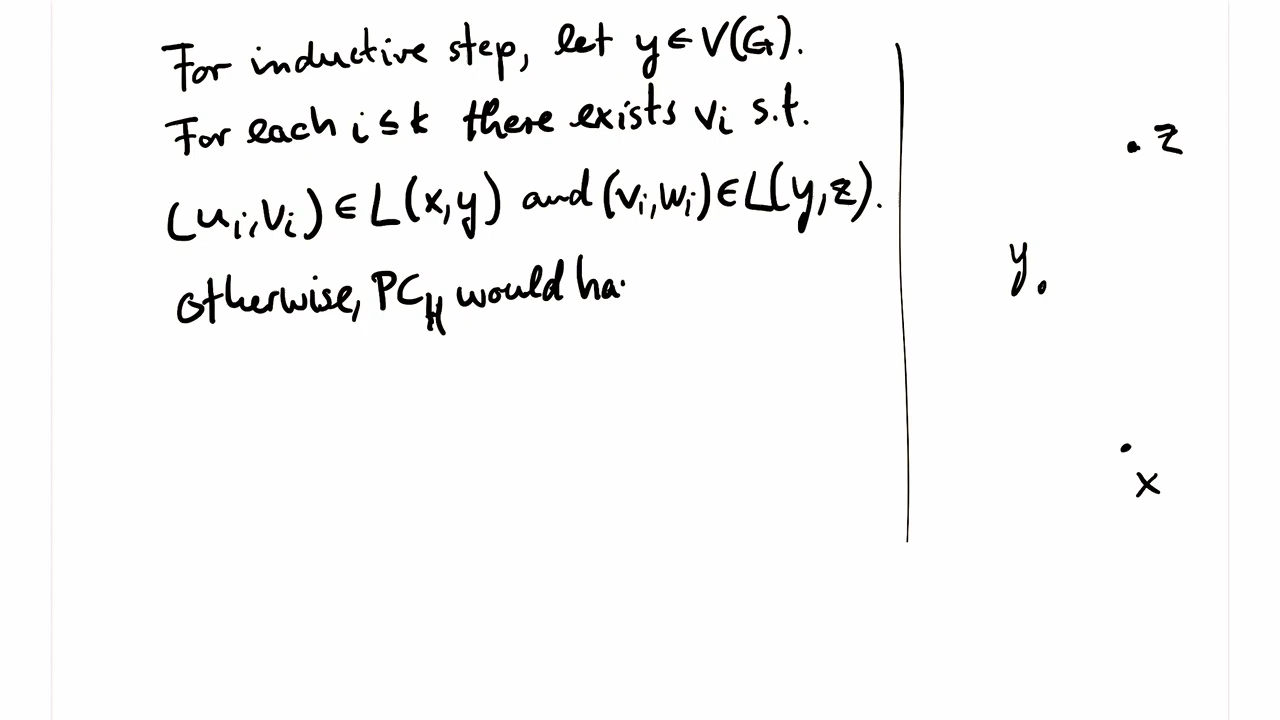 For inductive step, let y ∈ V(G).
For each i ≤ k there exists vᵢ s.t.
(uᵢ,vᵢ) ∈ L(x,y) and (vᵢ,wᵢ) ∈ L(y,z).
otherwise, PC_H would ha
z
y
x